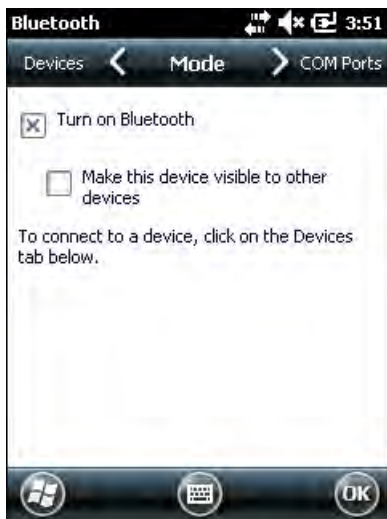 Bluetooth 3:51
Devices Mode COM Ports
Turn on Bluetooth
Make this device visible to other
devices
To connect to a device, click on the Devices
tab below.
OK